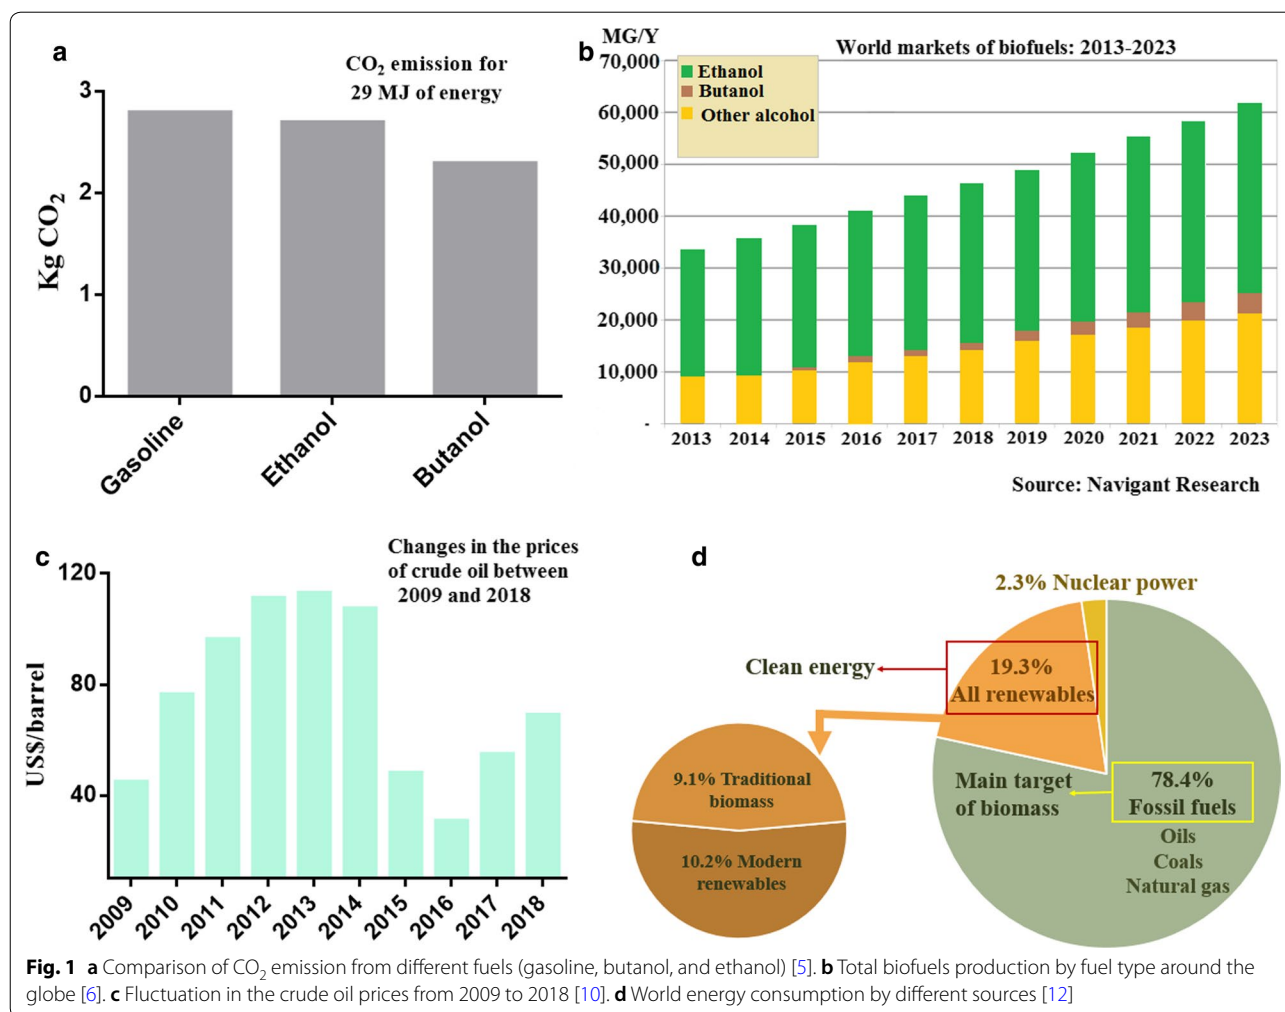 a
CO₂ emission for
29 MJ of energy
Kg CO₂
3
2
1
0
Gasoline
Ethanol
Butanol
b
MG/Y
World markets of biofuels: 2013-2023
Ethanol
Butanol
Other alcohol
70,000
60,000
50,000
40,000
30,000
20,000
10,000
-
2013 2014 2015 2016 2017 2018 2019 2020 2021 2022 2023
Source: Navigant Research
c
Changes in the prices
of crude oil between
2009 and 2018
US$/barrel
120
80
40
2009 2010 2011 2012 2013 2014 2015 2016 2017 2018
d
2.3% Nuclear power
Clean energy
19.3%
All renewables
9.1% Traditional
biomass
10.2% Modern
renewables
Main target
of biomass
78.4%
Fossil fuels
Oils
Coals
Natural gas
Fig. 1 a Comparison of CO₂ emission from different fuels (gasoline, butanol, and ethanol) [5]. b Total biofuels production by fuel type around the
globe [6]. c Fluctuation in the crude oil prices from 2009 to 2018 [10]. d World energy consumption by different sources [12]